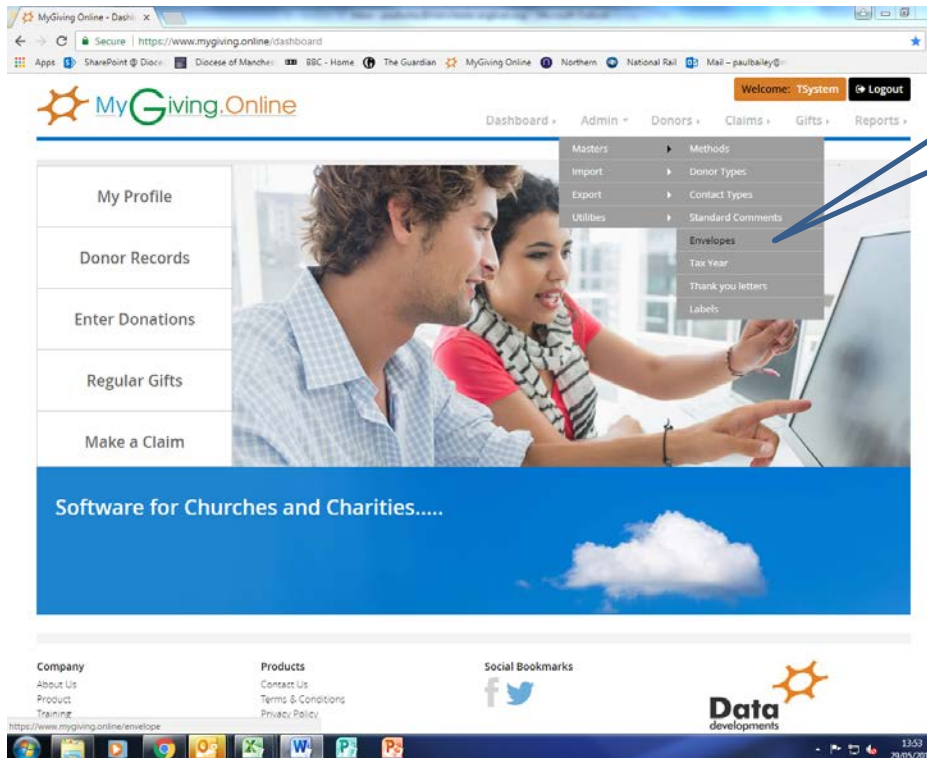 MyGiving Online - Dashb
Secure | https://www.mygiving.online/dashboard
Apps SharePoint @ Dioce Diocese of Manche BBC - Home The Guardian MyGiving Online Northern National Rail Mail – paulbailey@
MyGiving.Online
Welcome: TSystem Logout
Dashboard Admin Donors Claims Gifts Reports
Masters Methods
Import Donor Types
Export Contact Types
Utilities Standard Comments
Envelopes
Tax Year
Thank you letters
Labels
My Profile
Donor Records
Enter Donations
Regular Gifts
Make a Claim
Software for Churches and Charities.....
Company Products Social Bookmarks
About Us Contact Us
Product Terms & Conditions
Training Privacy Policy
Data
developments
https://www.mygiving.online/envelope
13:53
29/05/201